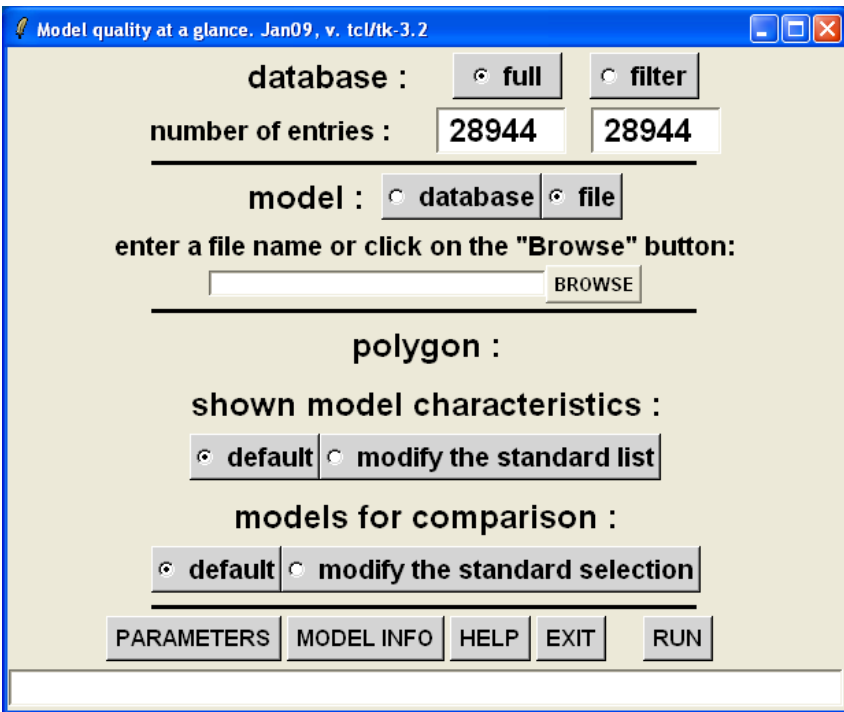 Model quality at a glance. Jan09, v. tcl/tk-3.2
database : full filter
number of entries : 28944 28944
model : database file
enter a file name or click on the "Browse" button:
BROWSE
polygon :
shown model characteristics :
default modify the standard list
models for comparison :
default modify the standard selection
PARAMETERS MODEL INFO HELP EXIT RUN